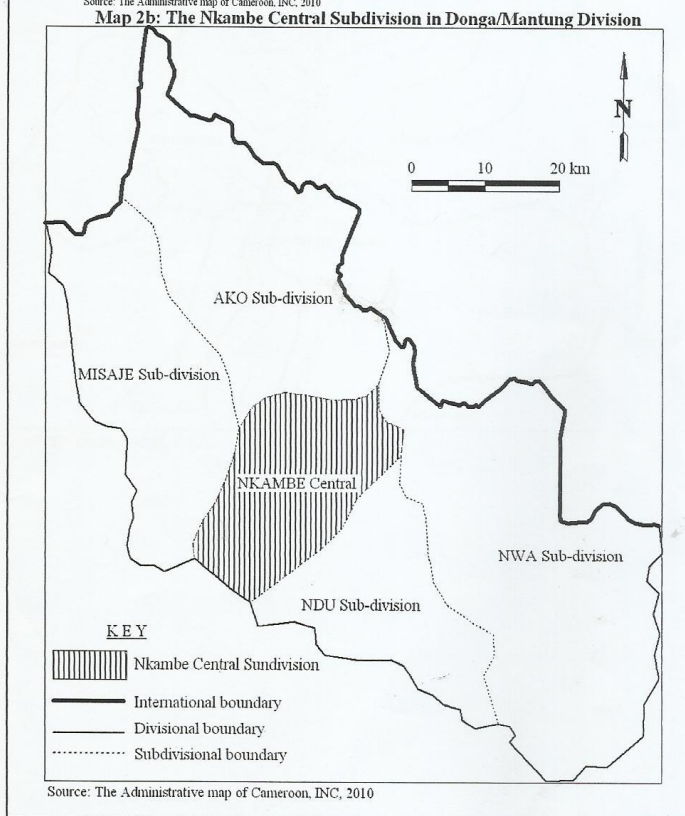 Source: The Administrative map of Cameroon, INC, 2010
Map 2b: The Nkambe Central Subdivision in Donga/Mantung Division
N
0 10 20 km
AKO Sub-division
MISAJE Sub-division
NKAMBE Central
NWA Sub-division
NDU Sub-division
KEY
Nkambe Central Sundivision
International boundary
Divisional boundary
Subdivisional boundary
Source: The Administrative map of Cameroon, INC, 2010